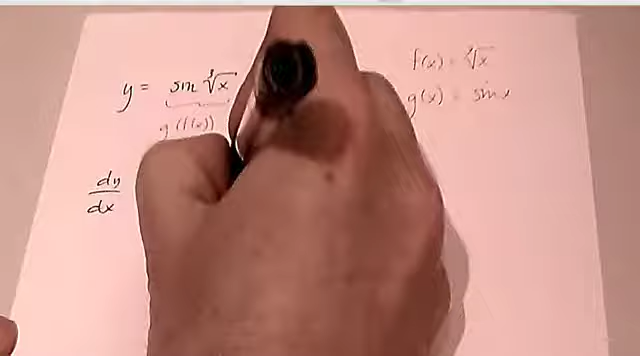 y = sin ∛x
f(x) = ∛x
g(f(x))
g(x) = sin x
dy
dx